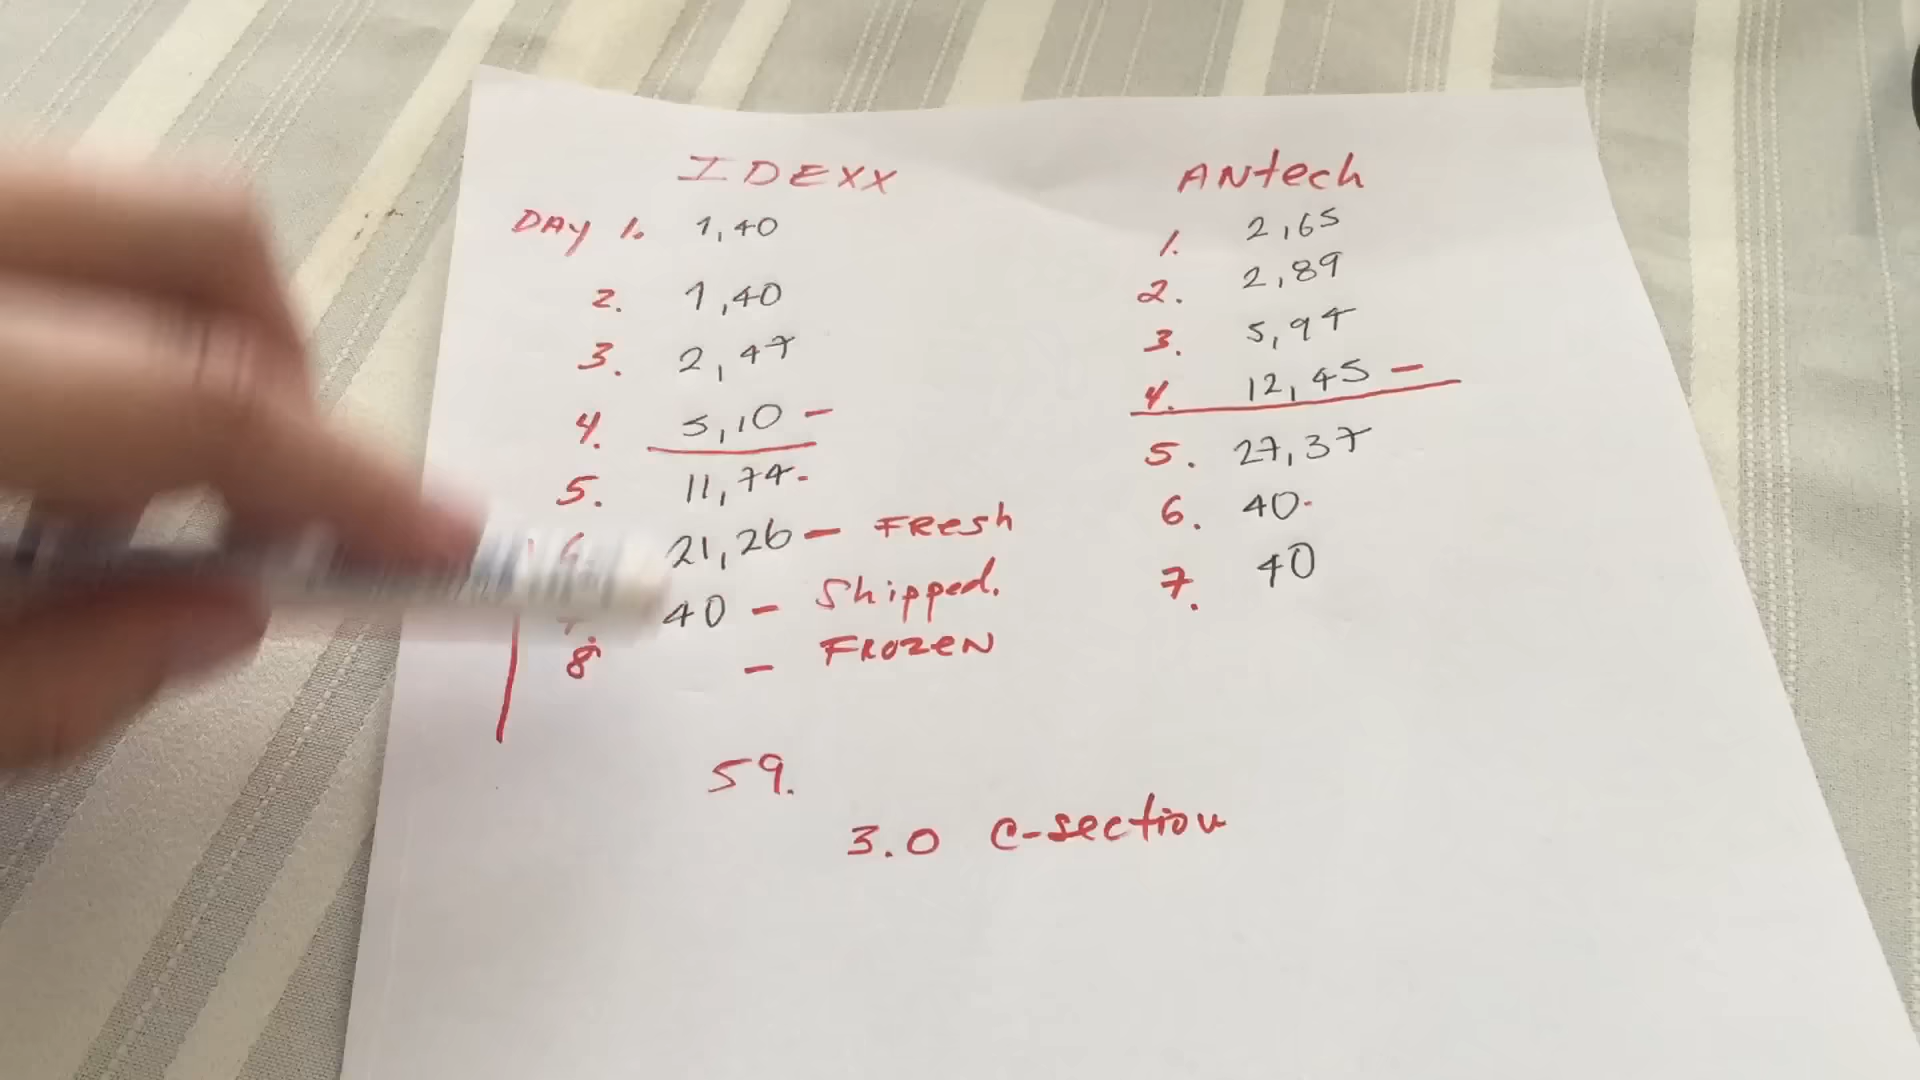 IDEXX
DAY 1. 1,40
2. 1,40
3. 2,47
4. 5,10 -
5. 11,74-
6. 21,26 - FResh
40 - Shipped.
8. - FROZEN
59.
3.0 C-section
ANtech
1. 2,65
2. 2,89
3. 5,94
4. 12,45 -
5. 27,37
6. 40-
7. 40